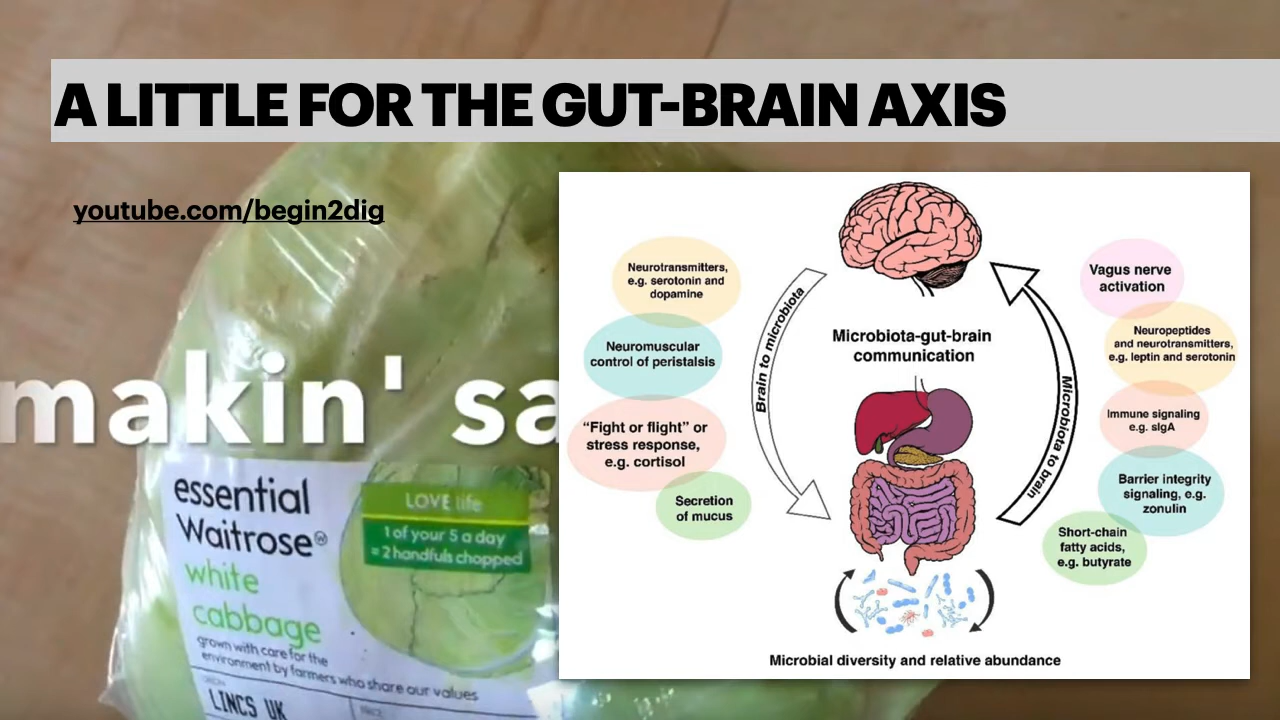 A LITTLE FOR THE GUT-BRAIN AXIS
youtube.com/begin2dig
makin' sa
essential
Waitrose
white
cabbage
grown with care for the
environment by farmers who share our values
LINCS UK
LOVE life
1 of your 5 a day
= 2 handfuls chopped
Neurotransmitters,
e.g. serotonin and
dopamine
Neuromuscular
control of peristalsis
“Fight or flight” or
stress response,
e.g. cortisol
Secretion
of mucus
Brain to microbiota
Microbiota-gut-brain
communication
Microbiota to brain
Vagus nerve
activation
Neuropeptides
and neurotransmitters,
e.g. leptin and serotonin
Immune signaling
e.g. sIgA
Barrier integrity
signaling, e.g.
zonulin
Short-chain
fatty acids,
e.g. butyrate
Microbial diversity and relative abundance